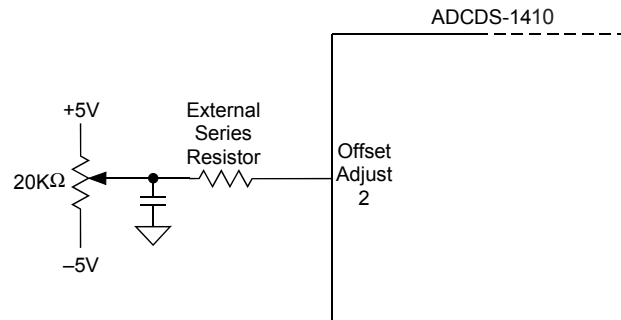 ADCDS-1410
+5V
External
Series
Resistor
20KΩ
Offset
Adjust
2
–5V